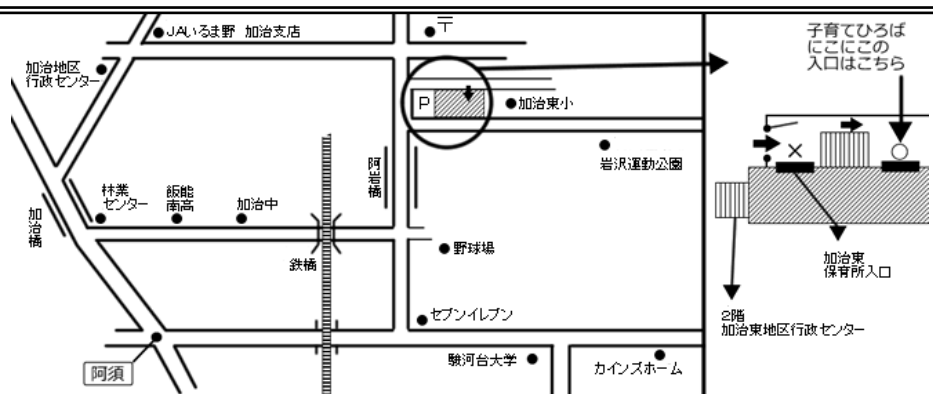 JAいるま野 加治支店
〒
加治地区
行政センター
P
加治東小
岩沢運動公園
阿岩橋
林業
センター
飯能
南高
加治中
加治橋
鉄橋
野球場
セブンイレブン
阿須
駿河台大学
カインズホーム
子育てひろば
にこにこの
入口はこちら
加治東
保育所入口
2階
加治東地区行政センター